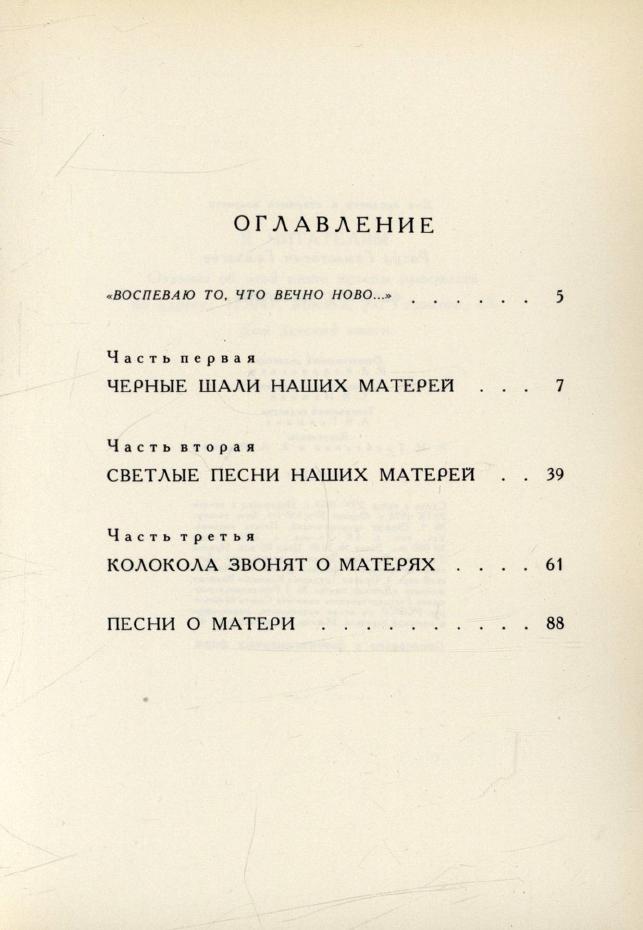 ОГЛАВЛЕНИЕ
«ВОСПЕВАЮ ТО, ЧТО ВЕЧНО НОВО...» . . . . . . 5
Часть первая
ЧЕРНЫЕ ШАЛИ НАШИХ МАТЕРЕЙ . . . 7
Часть вторая
СВЕТЛЫЕ ПЕСНИ НАШИХ МАТЕРЕЙ . . 39
Часть третья
КОЛОКОЛА ЗВОНЯТ О МАТЕРЯХ . . . . 61
ПЕСНИ О МАТЕРИ . . . . . . . . . . 88